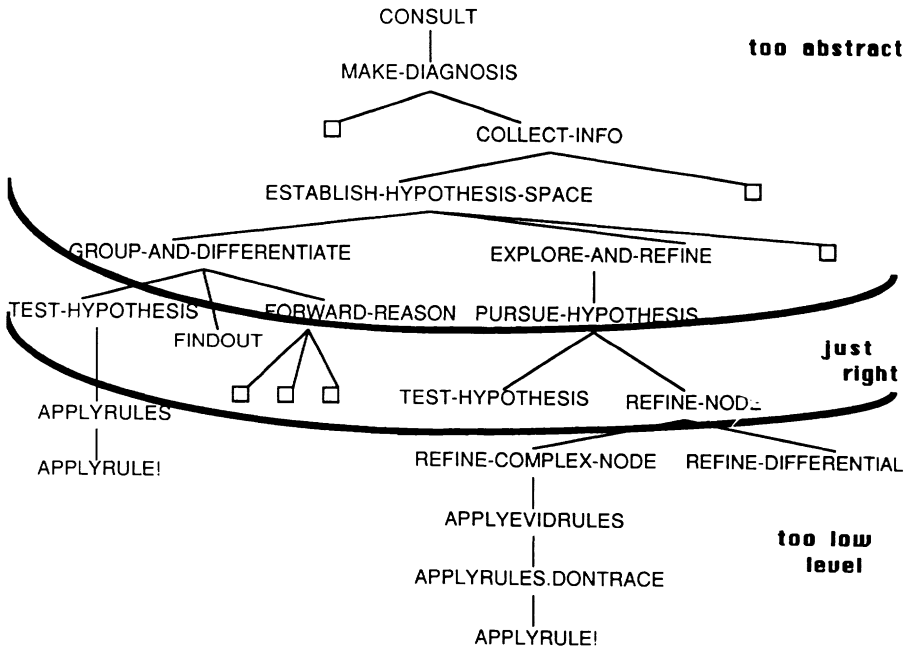 CONSULT
too abstract
MAKE-DIAGNOSIS
COLLECT-INFO
ESTABLISH-HYPOTHESIS-SPACE
GROUP-AND-DIFFERENTIATE
EXPLORE-AND-REFINE
TEST-HYPOTHESIS
FORWARD-REASON
PURSUE-HYPOTHESIS
FINDOUT
just
right
TEST-HYPOTHESIS
REFINE-NODE
APPLYRULES
REFINE-COMPLEX-NODE
REFINE-DIFFERENTIAL
APPLYRULE!
APPLYEVIDRULES
too low
level
APPLYRULES.DONTRACE
APPLYRULE!